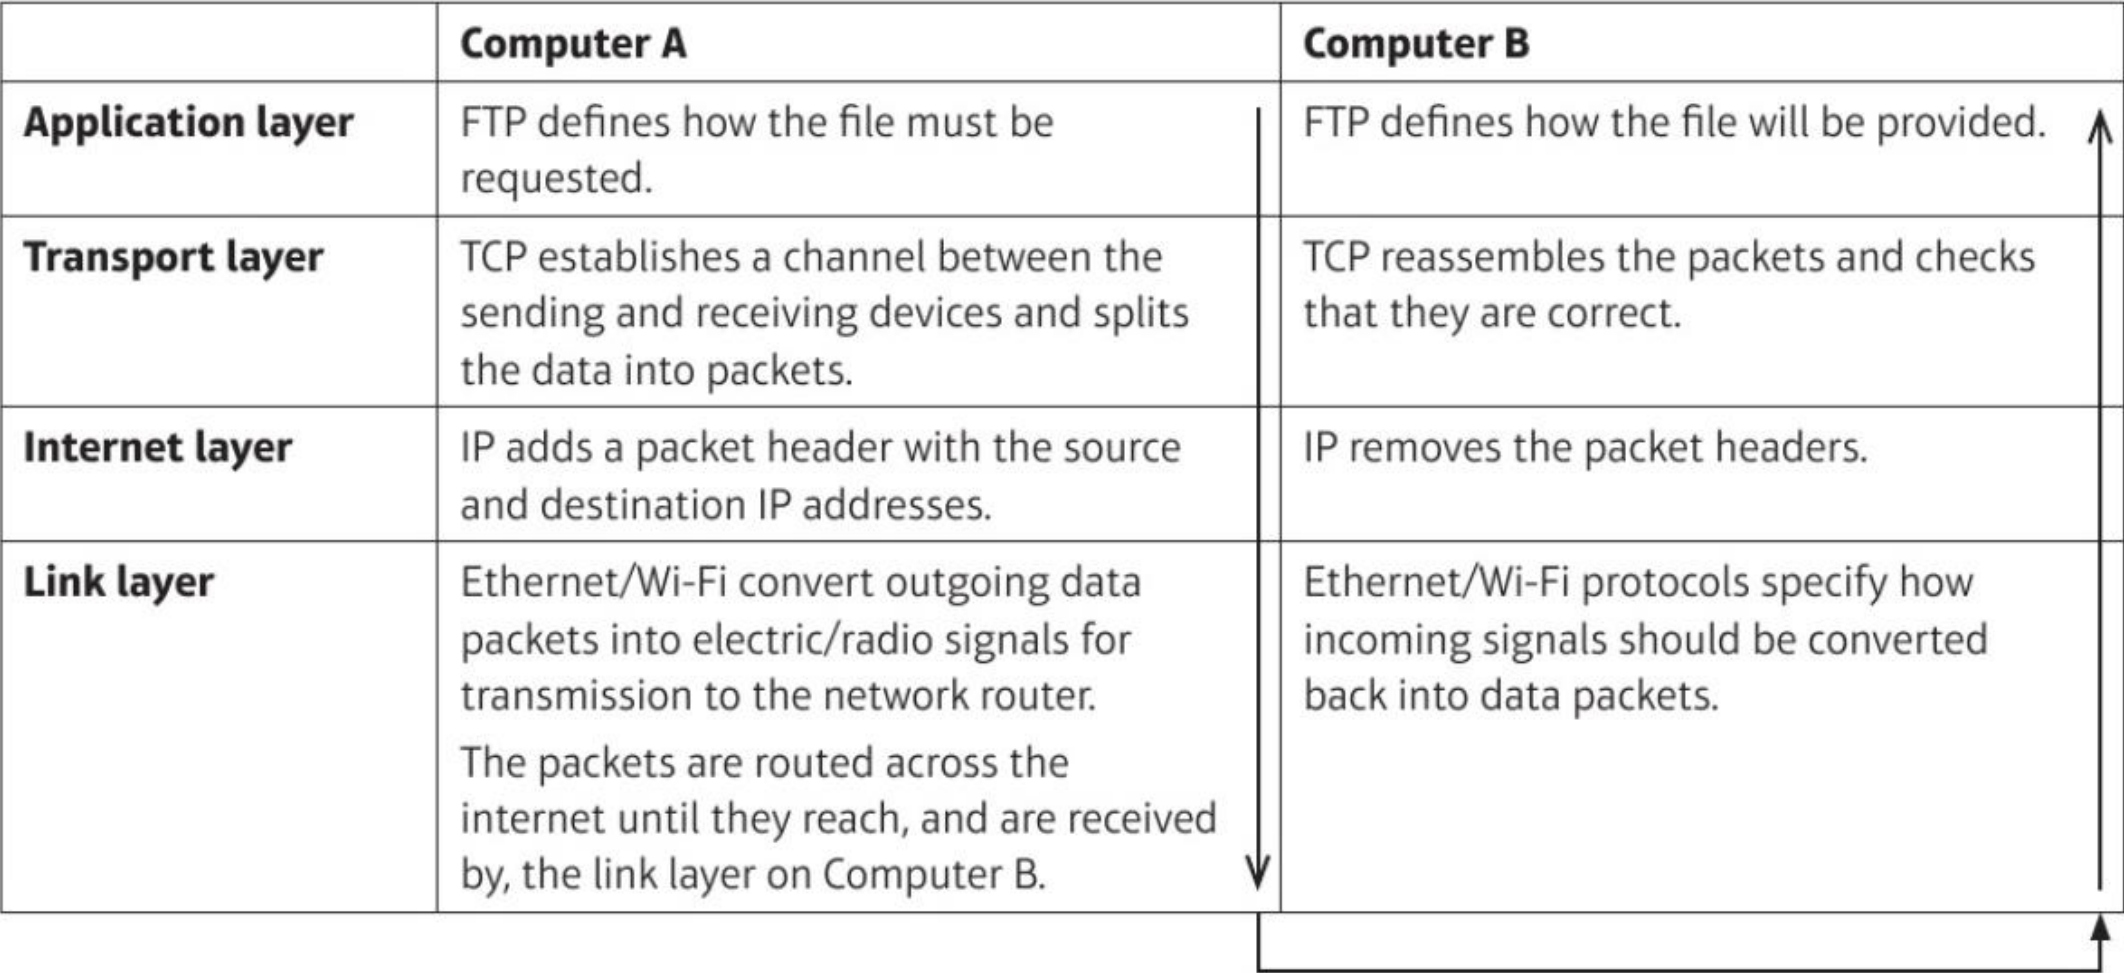 Computer A
Computer B
Application layer
FTP defines how the file must be
requested.
FTP defines how the file will be provided.
Transport layer
TCP establishes a channel between the
sending and receiving devices and splits
the data into packets.
TCP reassembles the packets and checks
that they are correct.
Internet layer
IP adds a packet header with the source
and destination IP addresses.
IP removes the packet headers.
Link layer
Ethernet/Wi-Fi convert outgoing data
packets into electric/radio signals for
transmission to the network router.
The packets are routed across the
internet until they reach, and are received
by, the link layer on Computer B.
Ethernet/Wi-Fi protocols specify how
incoming signals should be converted
back into data packets.